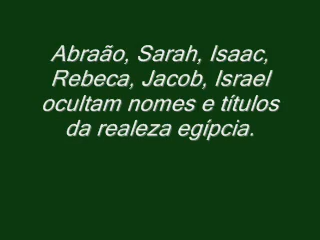 Abraão, Sarah, Isaac,
Rebeca, Jacob, Israel
ocultam nomes e títulos
da realeza egípcia.